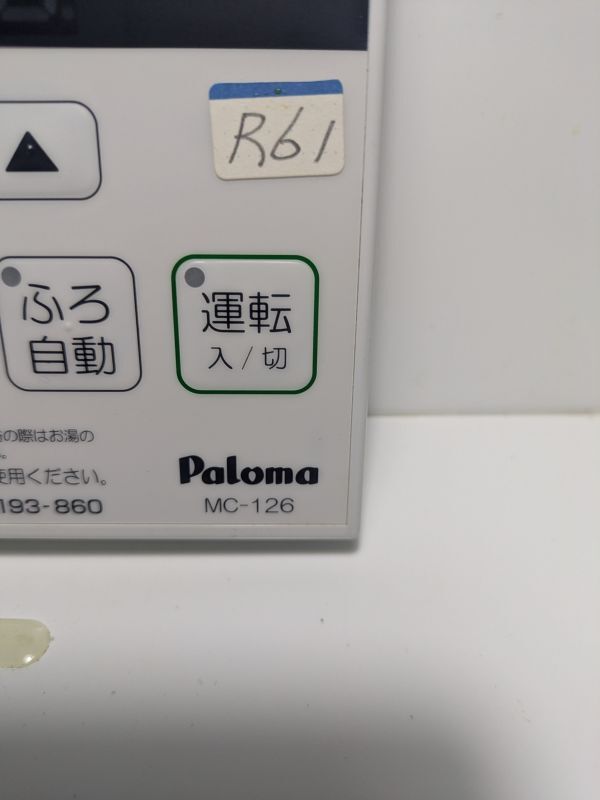 R61
▲
ふろ
自動
運転
入/切
の際はお湯の
使用ください。
193-860
Paloma
MC-126